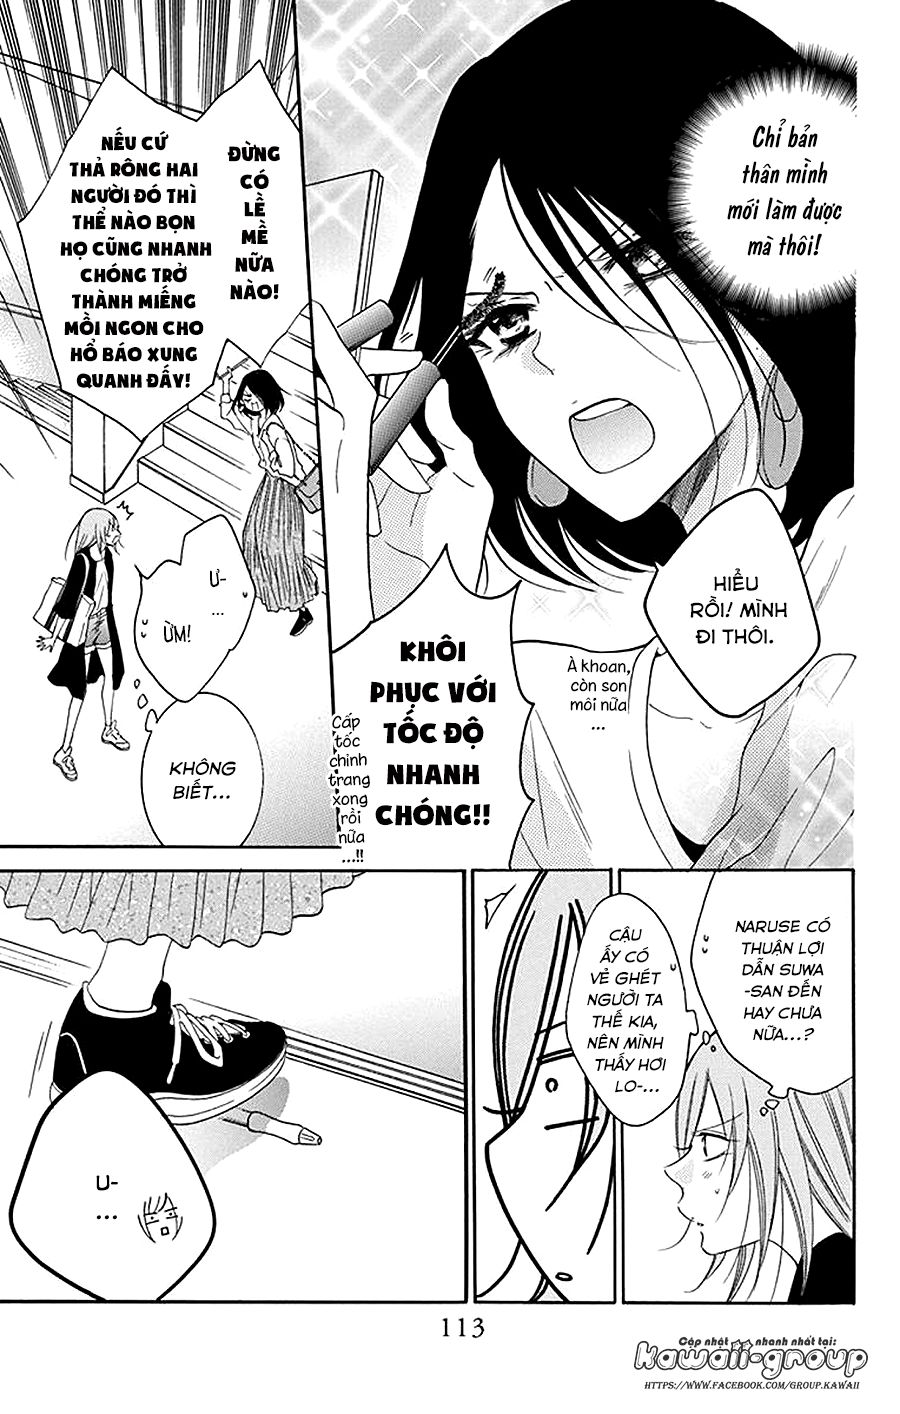 Chỉ bản
thân mình
mới làm được
mà thôi!
HIỂU
RỒI! MÌNH
ĐI THÔI.
À khoan,
còn son
môi nữa
...
KHÔI
PHỤC VỚI
TỐC ĐỘ
NHANH
CHÓNG!!
Cấp
tốc
chỉnh
trang
xong
rồi
nữa
...!!
ĐỪNG
CÓ
LỀ
MỀ
NỮA
NÀO!
NẾU CỨ
THẢ RÔNG HAI
NGƯỜI ĐÓ THÌ
THỂ NÀO BỌN
HỌ CŨNG NHANH
CHÓNG TRỞ
THÀNH MIẾNG
MỒI NGON CHO
HỔ BÁO XUNG
QUANH ĐẤY!
Ư-
...
ỪM!
KHÔNG
BIẾT...
NARUSE CÓ
THUẬN LỢI
DẪN SUWA
-SAN ĐẾN
HAY CHƯA
NỮA...?
CẬU
ẤY CÓ
VẺ GHÉT
NGƯỜI TA
THẾ KIA,
NÊN MÌNH
THẤY HƠI
LO-...
U-
...
113
Cập nhật nhanh nhất tại:
kawaii-group
HTTPS://WWW.FACEBOOK.COM/GROUP.KAWAII